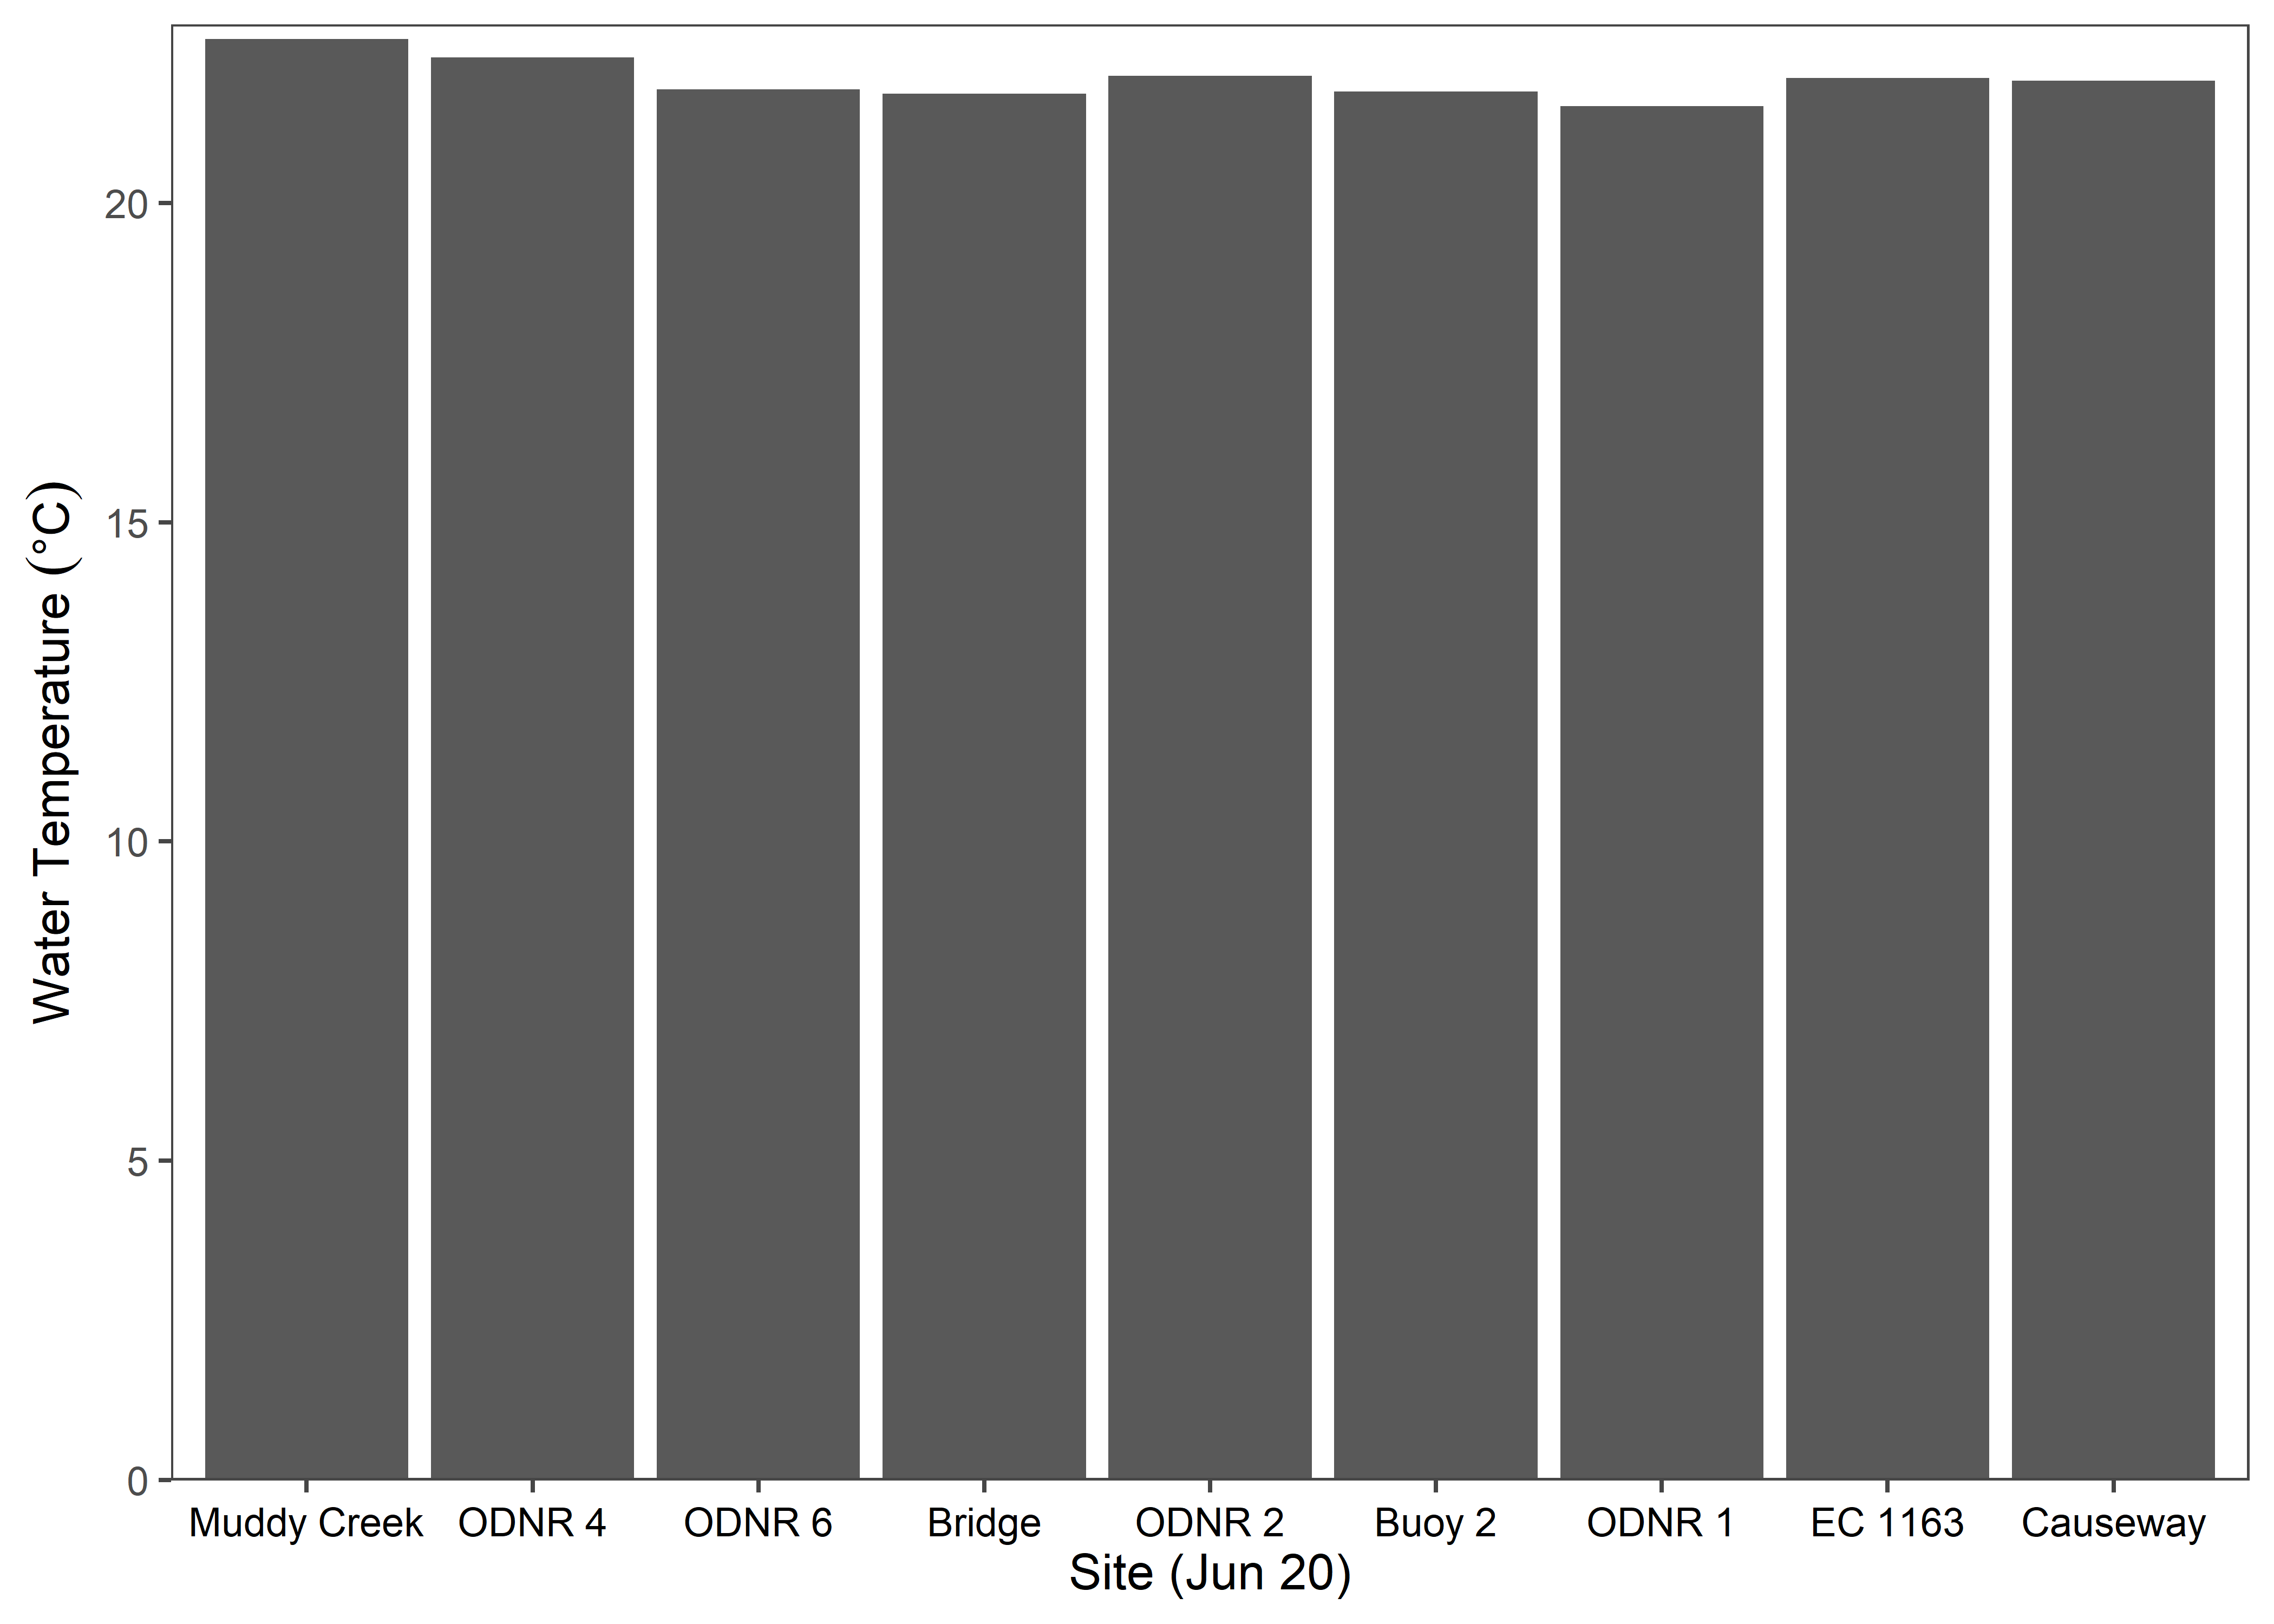 Water Temperature (°C)
20
15
10
5
0
Muddy Creek ODNR 4 ODNR 6 Bridge ODNR 2 Buoy 2 ODNR 1 EC 1163 Causeway
Site (Jun 20)